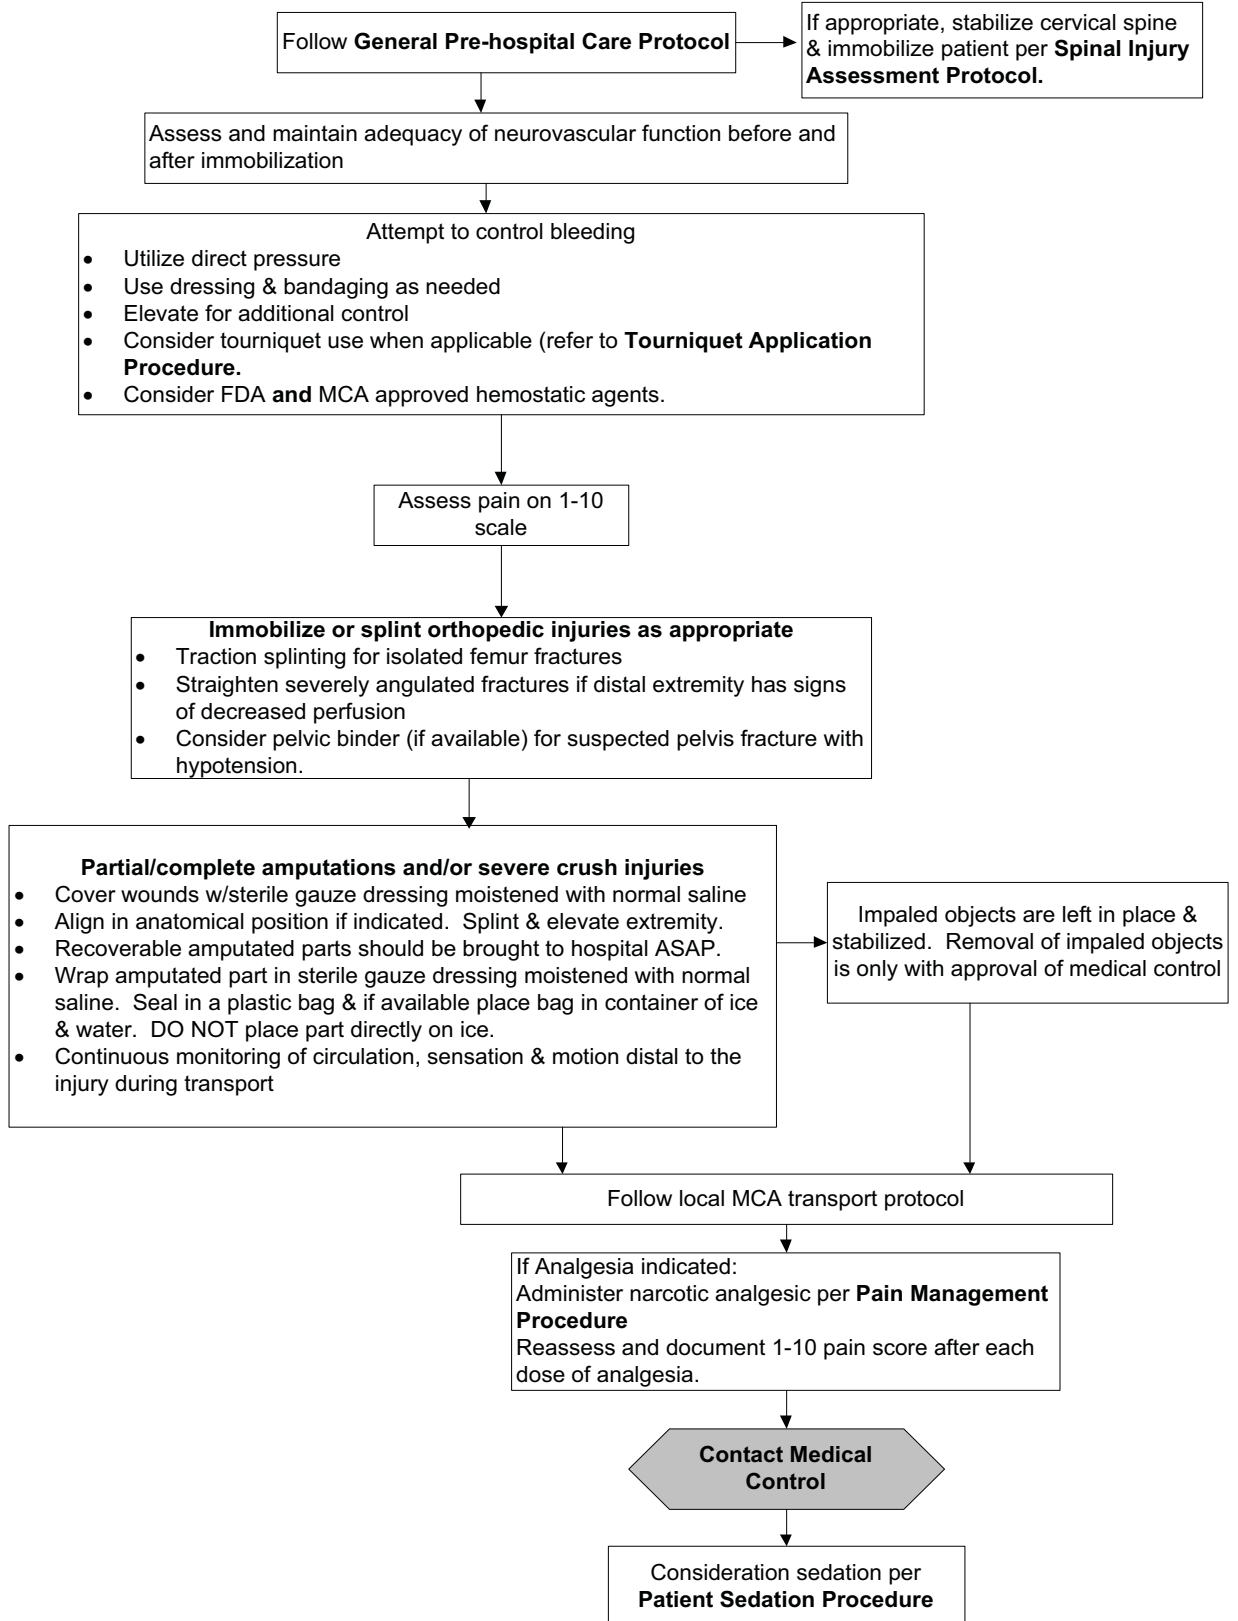 Follow General Pre-hospital Care Protocol
If appropriate, stabilize cervical spine
& immobilize patient per Spinal Injury
Assessment Protocol.
Assess and maintain adequacy of neurovascular function before and
after immobilization
Attempt to control bleeding
• Utilize direct pressure
• Use dressing & bandaging as needed
• Elevate for additional control
• Consider tourniquet use when applicable (refer to Tourniquet Application
Procedure.
• Consider FDA and MCA approved hemostatic agents.
Assess pain on 1-10
scale
Immobilize or splint orthopedic injuries as appropriate
• Traction splinting for isolated femur fractures
• Straighten severely angulated fractures if distal extremity has signs
of decreased perfusion
• Consider pelvic binder (if available) for suspected pelvis fracture with
hypotension.
Partial/complete amputations and/or severe crush injuries
• Cover wounds w/sterile gauze dressing moistened with normal saline
• Align in anatomical position if indicated.  Splint & elevate extremity.
• Recoverable amputated parts should be brought to hospital ASAP.
• Wrap amputated part in sterile gauze dressing moistened with normal
saline.  Seal in a plastic bag & if available place bag in container of ice
& water.  DO NOT place part directly on ice.
• Continuous monitoring of circulation, sensation & motion distal to the
injury during transport
Impaled objects are left in place &
stabilized.  Removal of impaled objects
is only with approval of medical control
Follow local MCA transport protocol
If Analgesia indicated:
Administer narcotic analgesic per Pain Management
Procedure
Reassess and document 1-10 pain score after each
dose of analgesia.
Contact Medical
Control
Consideration sedation per
Patient Sedation Procedure